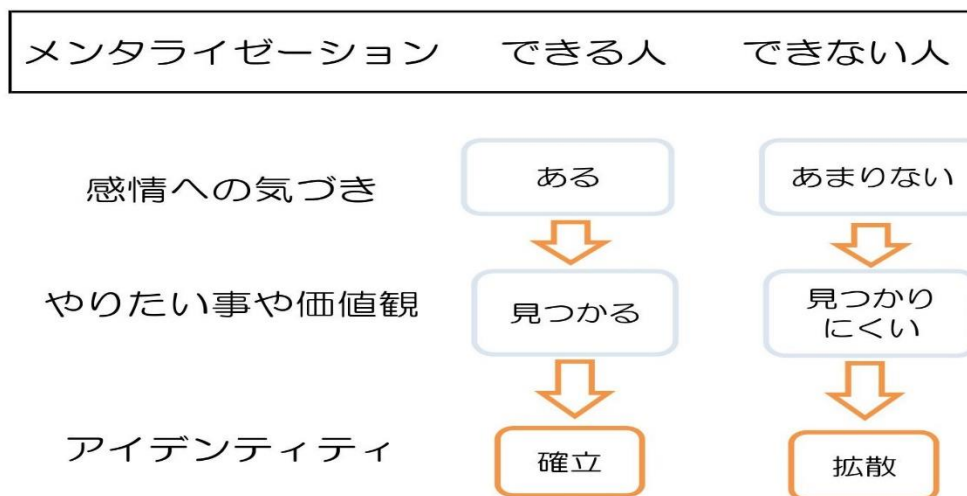 メンタライゼーション できる人 できない人
感情への気づき ある あまりない
やりたい事や価値観 見つかる 見つかり
にくい
アイデンティティ 確立 拡散